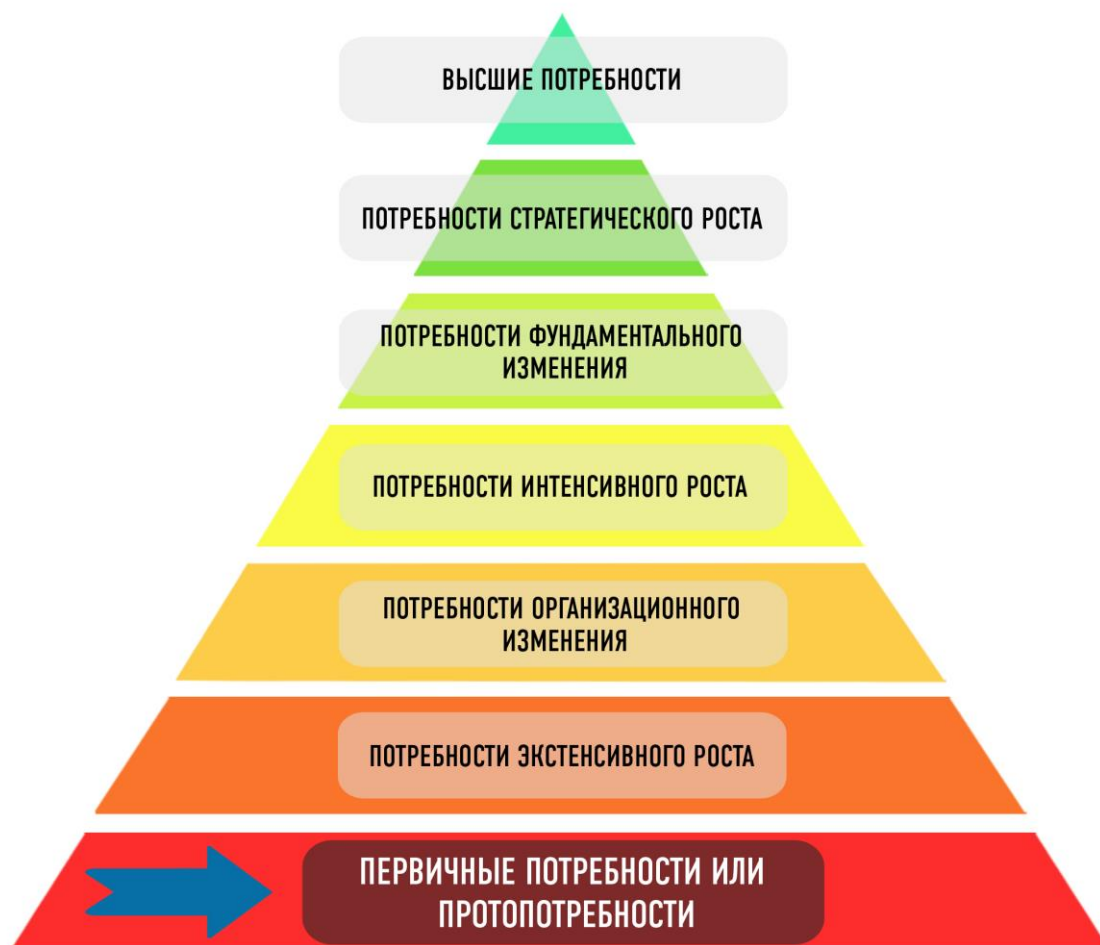 ВЫСШИЕ ПОТРЕБНОСТИ
ПОТРЕБНОСТИ СТРАТЕГИЧЕСКОГО РОСТА
ПОТРЕБНОСТИ ФУНДАМЕНТАЛЬНОГО
ИЗМЕНЕНИЯ
ПОТРЕБНОСТИ ИНТЕНСИВНОГО РОСТА
ПОТРЕБНОСТИ ОРГАНИЗАЦИОННОГО
ИЗМЕНЕНИЯ
ПОТРЕБНОСТИ ЭКСТЕНСИВНОГО РОСТА
ПЕРВИЧНЫЕ ПОТРЕБНОСТИ ИЛИ
ПРОТОПОТРЕБНОСТИ